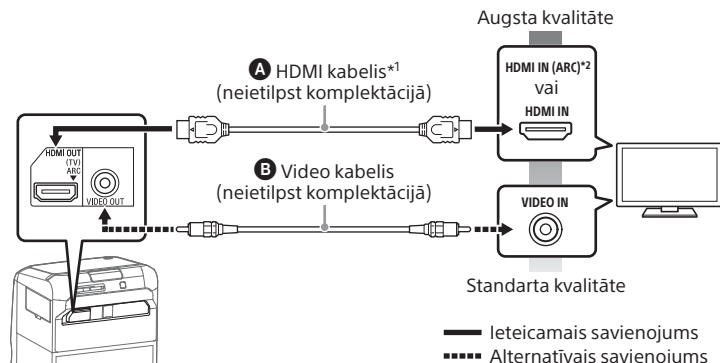 Augsta kvalitāte
A HDMI kabelis*1
(neietilpst komplektācijā)
HDMI IN (ARC)*2
vai
HDMI IN
HDMI OUT
(TV)
ARC
VIDEO OUT
B Video kabelis
(neietilpst komplektācijā)
VIDEO IN
Standarta kvalitāte
Ieteicamais savienojums
Alternatīvais savienojums